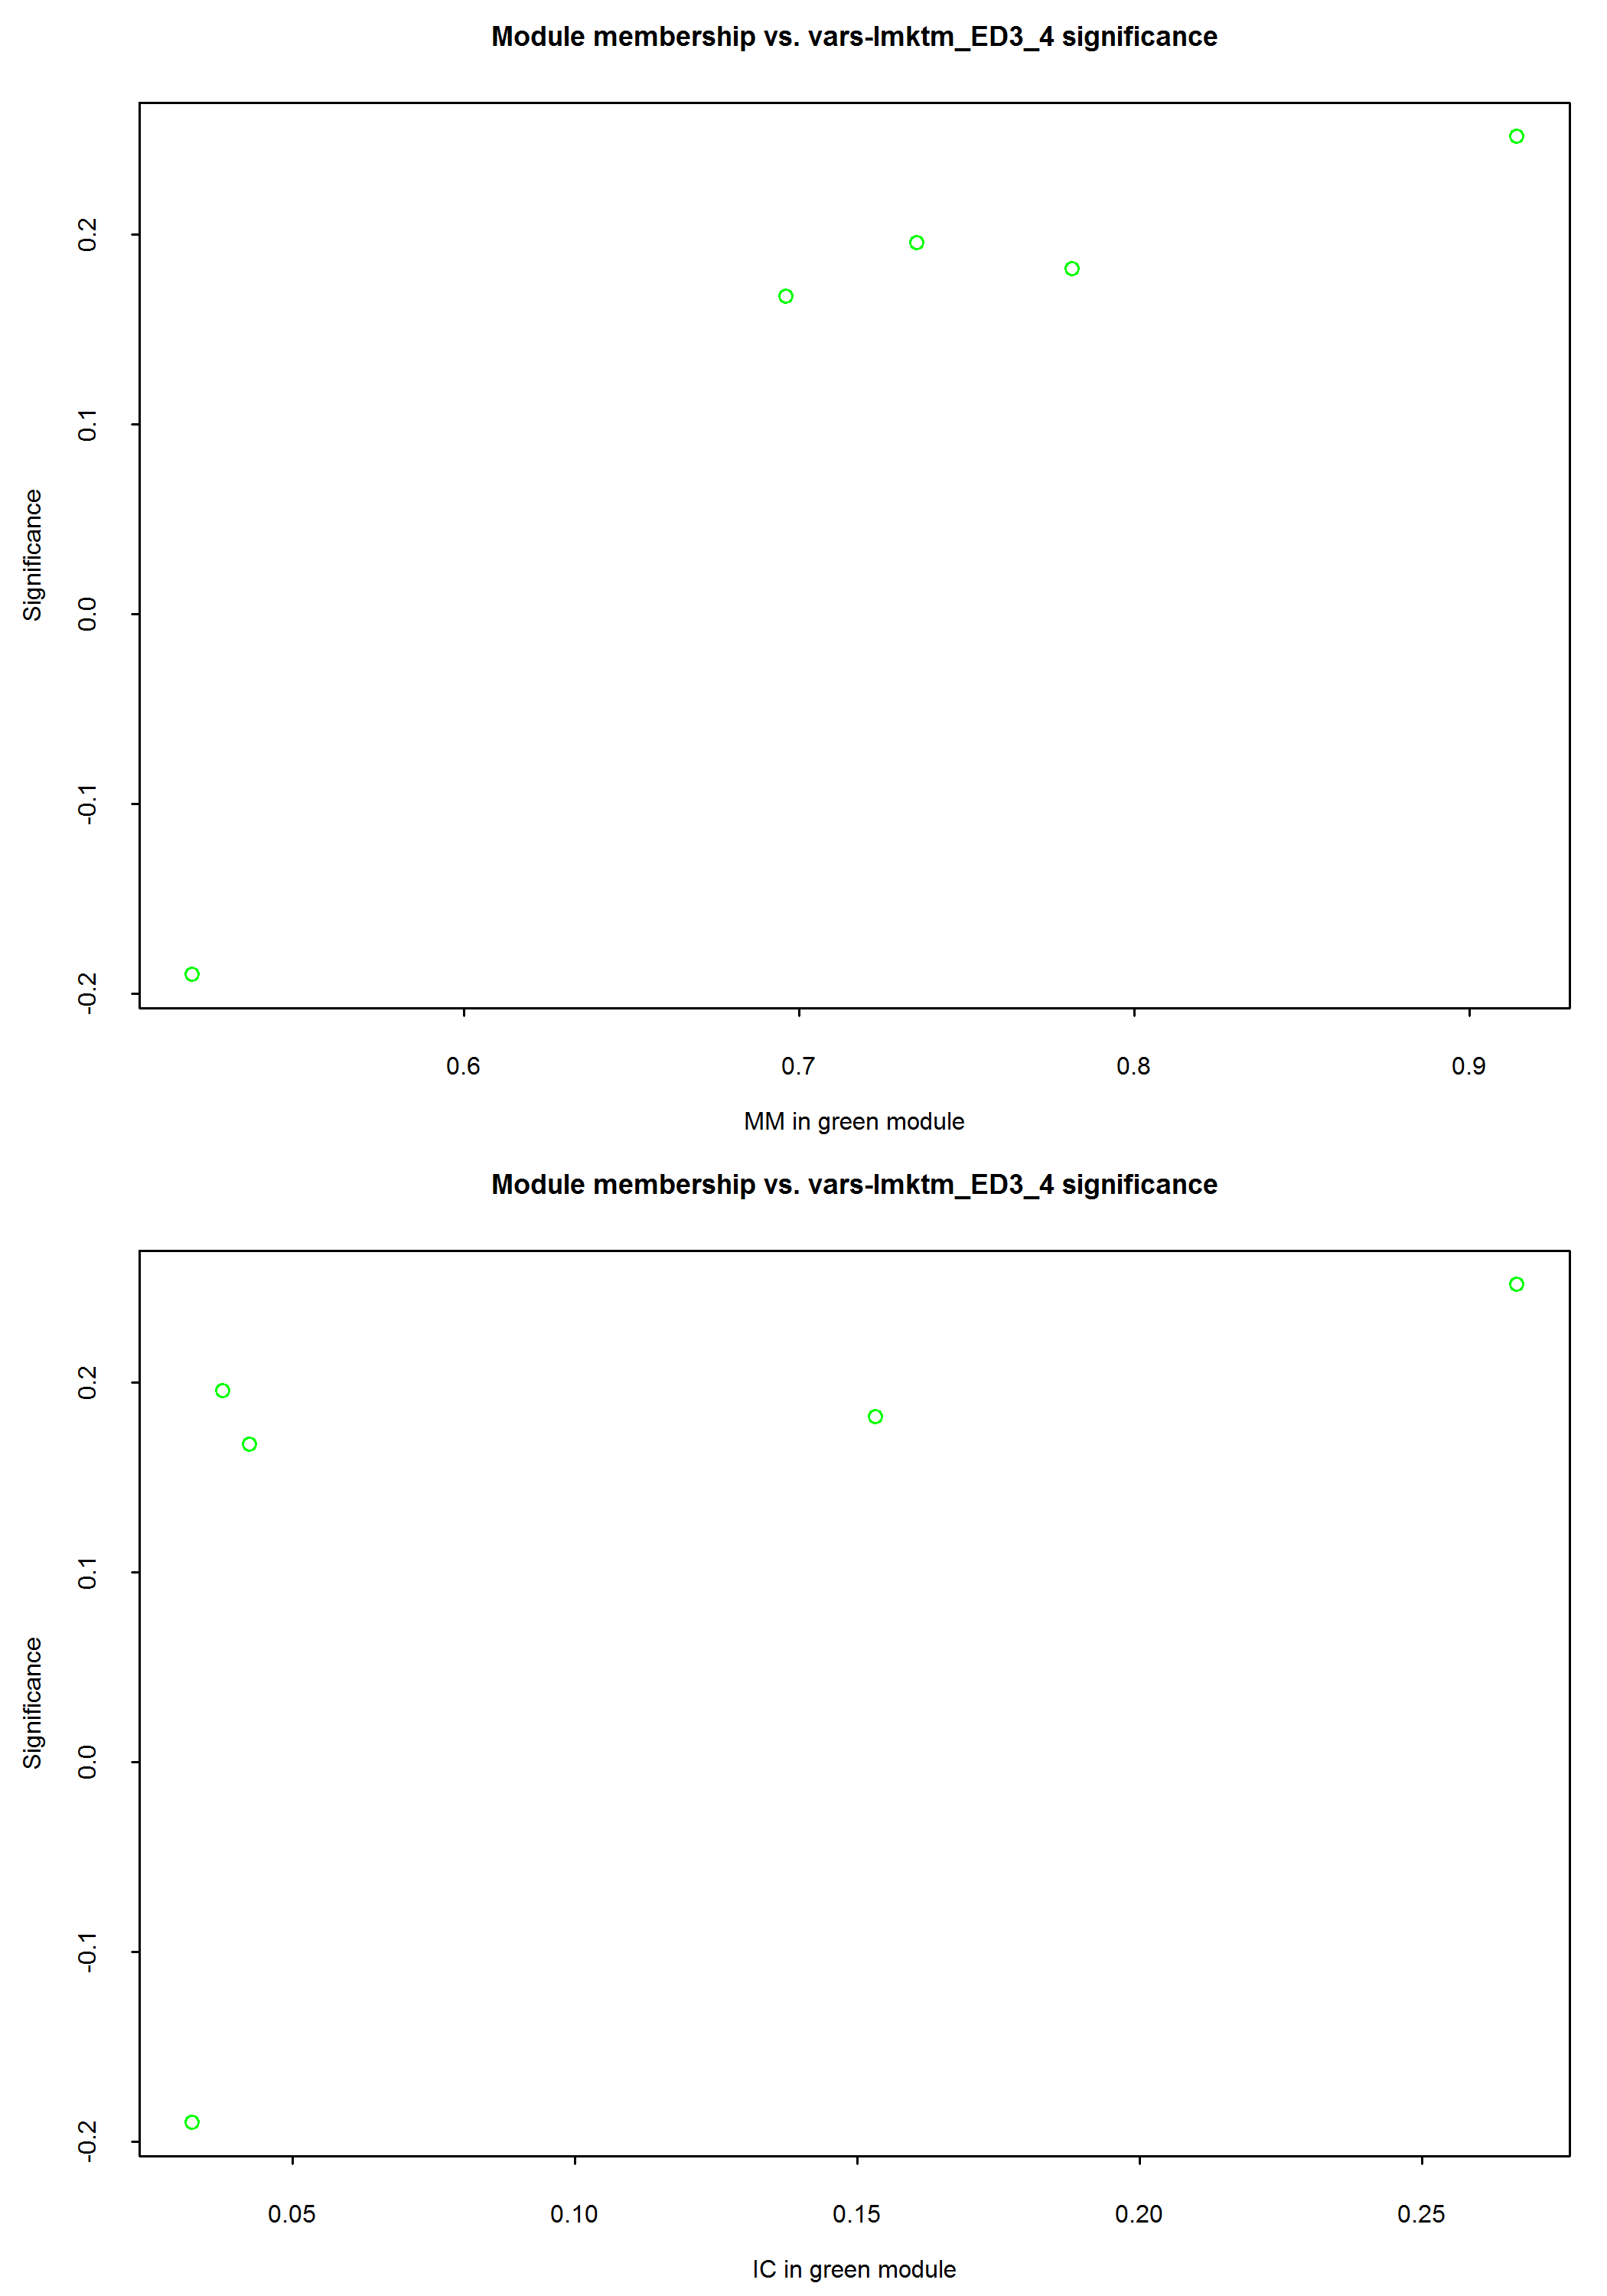 Module membership vs. vars-lmktm_ED3_4 significance
0.2
0.1
0.0
-0.1
-0.2
Significance
0.6 0.7 0.8 0.9
MM in green module
Module membership vs. vars-lmktm_ED3_4 significance
0.2
0.1
0.0
-0.1
-0.2
Significance
0.05 0.10 0.15 0.20 0.25
IC in green module